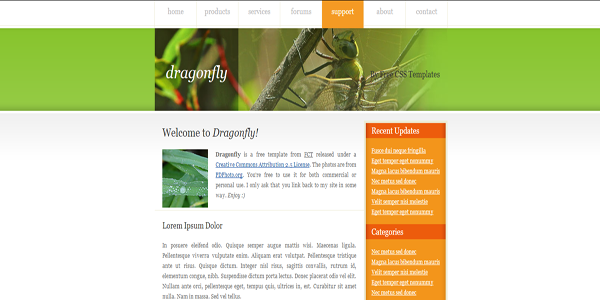 home products services forums support about contact
dragonfly
By Free CSS Templates
Welcome to Dragonfly!
Dragonfly is a free template from FCT released under a
Creative Commons Attribution 2.5 License. The photos are from
PDPhoto.org. You're free to use it for both commercial or
personal use. I only ask that you link back to my site in some
way. Enjoy :)
Lorem Ipsum Dolor
In posuere eleifend odio. Quisque semper augue mattis wisi. Maecenas ligula.
Pellentesque viverra vulputate enim. Aliquam erat volutpat. Pellentesque tristique
ante ut risus. Quisque dictum. Integer nisl risus, sagittis convallis, rutrum id,
elementum congue, nibh. Suspendisse dictum porta lectus. Donec placerat odio vel elit.
Nullam ante orci, pellentesque eget, tempus quis, ultrices in, est. Curabitur sit amet
nulla. Nam in massa. Sed vel tellus.
Recent Updates
Fusce dui neque fringilla
Eget tempor eget nonummy
Magna lacus bibendum mauris
Nec metus sed donec
Magna lacus bibendum mauris
Velit semper nisi molestie
Eget tempor eget nonummy
Categories
Nec metus sed donec
Magna lacus bibendum mauris
Velit semper nisi molestie
Eget tempor eget nonummy
Nec metus sed donec